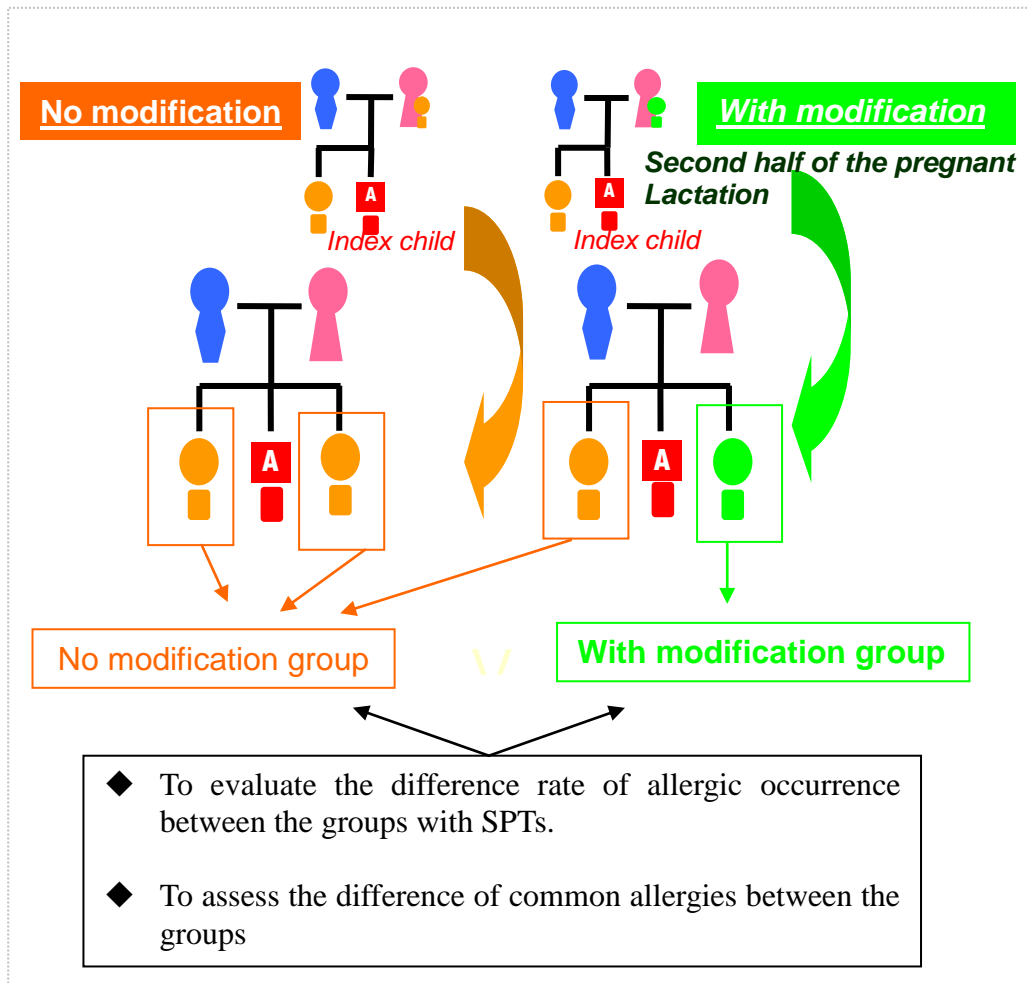 No modification
With modification
Second half of the pregnant
Lactation
A
A
Index child
Index child
A
A
No modification group
With modification group
◆ To evaluate the difference rate of allergic occurrence
between the groups with SPTs.
◆ To assess the difference of common allergies between the
groups